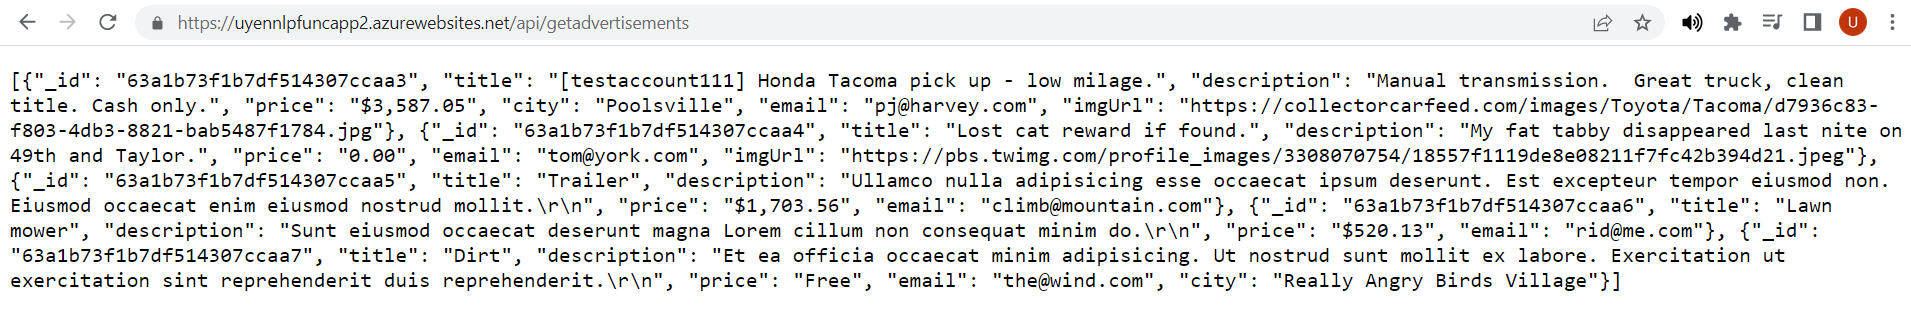 https://uyennlpfuncapp2.azurewebsites.net/api/getadvertisements
U
[{"_id": "63a1b73f1b7df514307ccaa3", "title": "[testaccount111] Honda Tacoma pick up - low milage.", "description": "Manual transmission.  Great truck, clean
title. Cash only.", "price": "$3,587.05", "city": "Poolsville", "email": "pj@harvey.com", "imgUrl": "https://collectorcarfeed.com/images/Toyota/Tacoma/d7936c83-
f803-4db3-8821-bab5487f1784.jpg"}, {"_id": "63a1b73f1b7df514307ccaa4", "title": "Lost cat reward if found.", "description": "My fat tabby disappeared last nite on
49th and Taylor.", "price": "0.00", "email": "tom@york.com", "imgUrl": "https://pbs.twimg.com/profile_images/3308070754/18557f1119de8e08211f7fc42b394d21.jpeg"},
{"_id": "63a1b73f1b7df514307ccaa5", "title": "Trailer", "description": "Ullamco nulla adipisicing esse occaecat ipsum deserunt. Est excepteur tempor eiusmod non.
Eiusmod occaecat enim eiusmod nostrud mollit.\r\n", "price": "$1,703.56", "email": "climb@mountain.com"}, {"_id": "63a1b73f1b7df514307ccaa6", "title": "Lawn
mower", "description": "Sunt eiusmod occaecat deserunt magna Lorem cillum non consequat minim do.\r\n", "price": "$520.13", "email": "rid@me.com"}, {"_id":
"63a1b73f1b7df514307ccaa7", "title": "Dirt", "description": "Et ea officia occaecat minim adipisicing. Ut nostrud sunt mollit ex labore. Exercitation ut
exercitation sint reprehenderit duis reprehenderit.\r\n", "price": "Free", "email": "the@wind.com", "city": "Really Angry Birds Village"}]